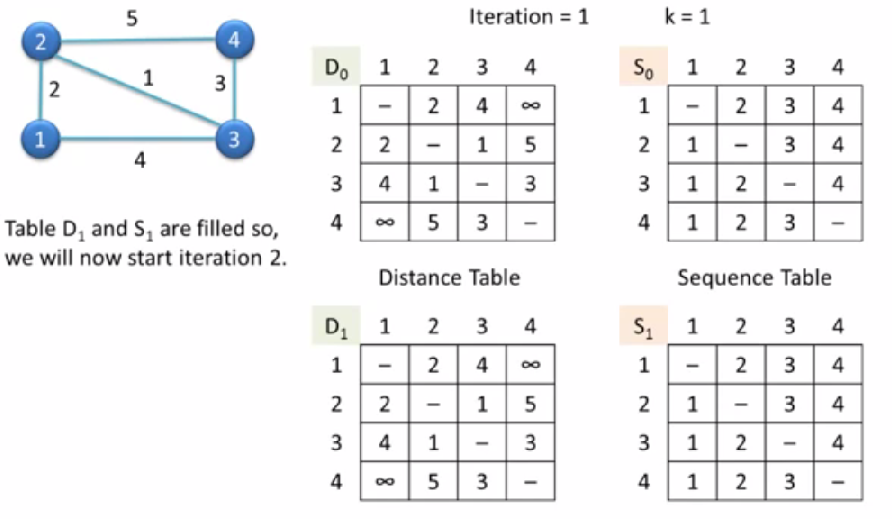 Iteration = 1 k = 1
5
2 4
2 1 3
1 3
4
Table D₁ and S₁ are filled so,
we will now start iteration 2.
D₀ 1 2 3 4
1 – 2 4 ∞
2 2 – 1 5
3 4 1 – 3
4 ∞ 5 3 –
Distance Table
S₀ 1 2 3 4
1 – 2 3 4
2 1 – 3 4
3 1 2 – 4
4 1 2 3 –
Sequence Table
D₁ 1 2 3 4
1 – 2 4 ∞
2 2 – 1 5
3 4 1 – 3
4 ∞ 5 3 –
S₁ 1 2 3 4
1 – 2 3 4
2 1 – 3 4
3 1 2 – 4
4 1 2 3 –